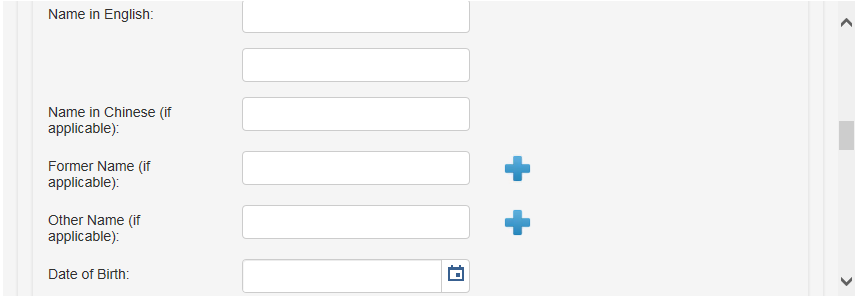 Name in English:
Name in Chinese (if
applicable):
Former Name (if
applicable):
Other Name (if
applicable):
Date of Birth: